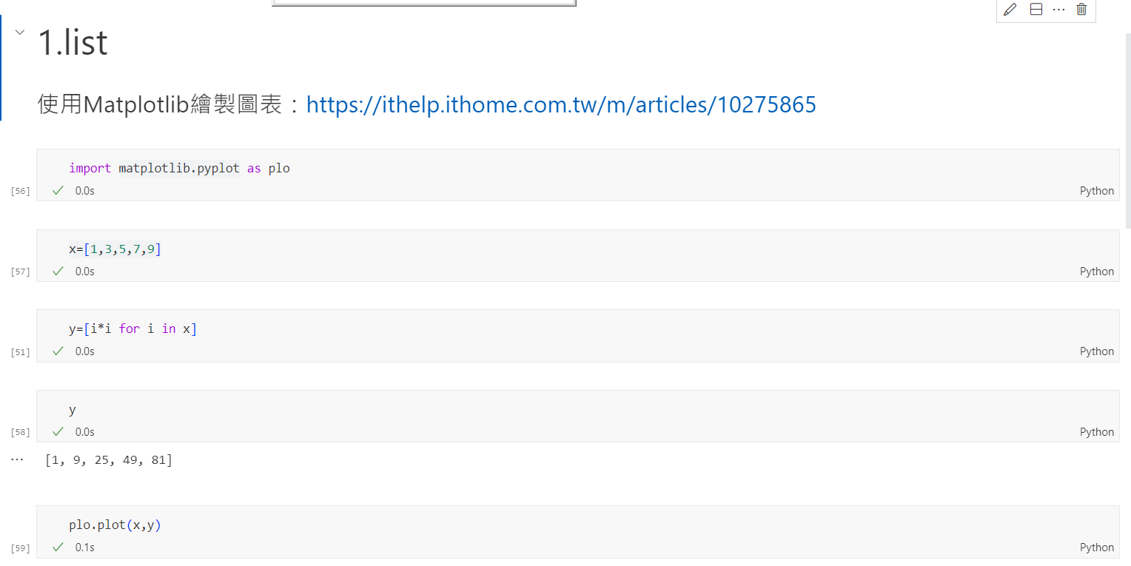 1.list
使用Matplotlib繪製圖表：https://ithelp.ithome.com.tw/m/articles/10275865
import matplotlib.pyplot as plo
[56] 0.0s Python
x=[1,3,5,7,9]
[57] 0.0s Python
y=[i*i for i in x]
[51] 0.0s Python
y
[58] 0.0s Python
[1, 9, 25, 49, 81]
plo.plot(x,y)
[59] 0.1s Python